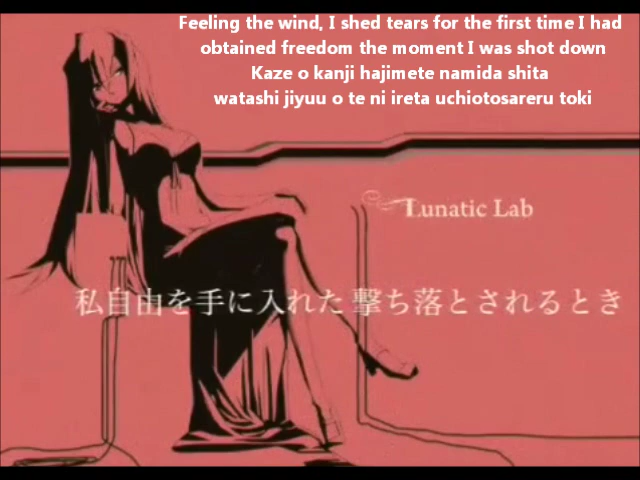 Feeling the wind, I shed tears for the first time I had
obtained freedom the moment I was shot down
Kaze o kanji hajimete namida shita
watashi jiyuu o te ni ireta uchiotosareru toki
Lunatic Lab
私自由を手に入れた 撃ち落とされるとき